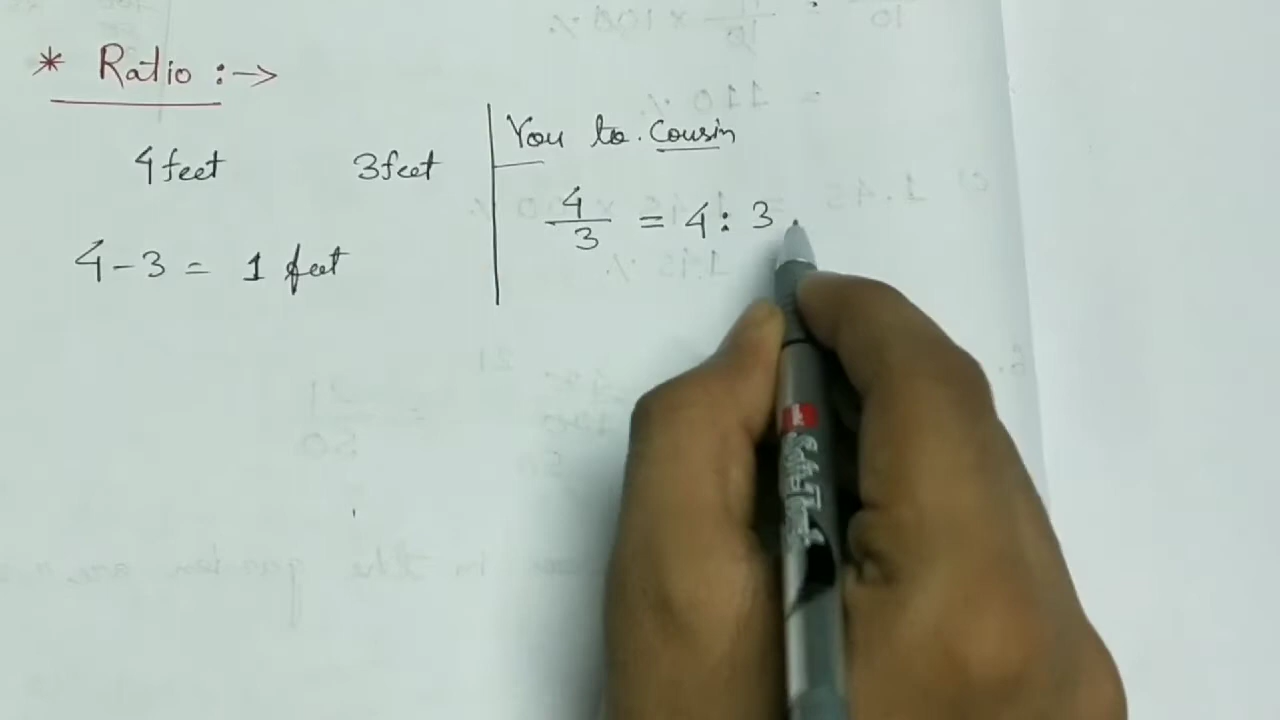 * Ratio :→
4 feet 3 feet
4 - 3 = 1 feet
You to. Cousin
4/3 = 4 : 3.